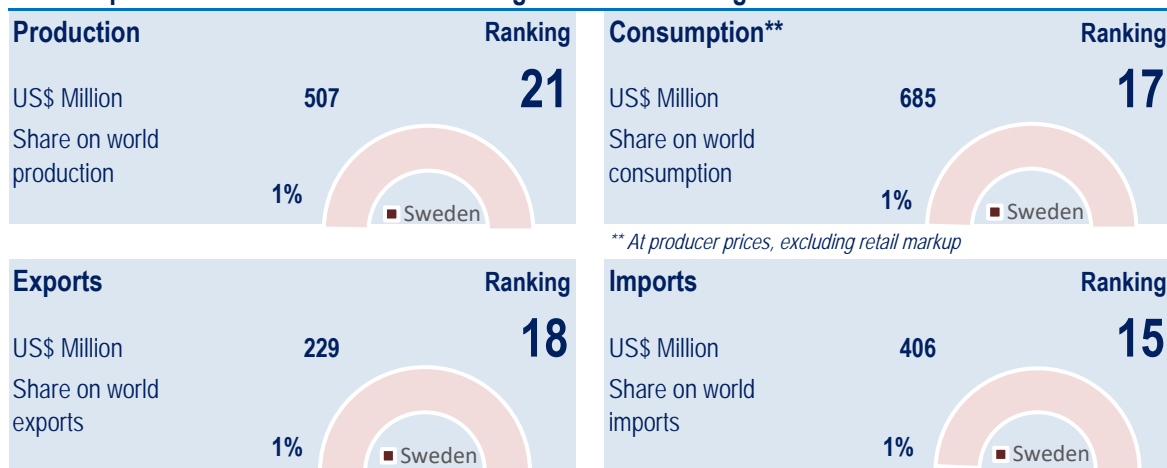 Production Ranking
US$ Million 507 21
Share on world
production
1%
Sweden
Consumption** Ranking
US$ Million 685 17
Share on world
consumption
1%
Sweden
** At producer prices, excluding retail markup
Exports Ranking
US$ Million 229 18
Share on world
exports
1%
Sweden
Imports Ranking
US$ Million 406 15
Share on world
imports
1%
Sweden